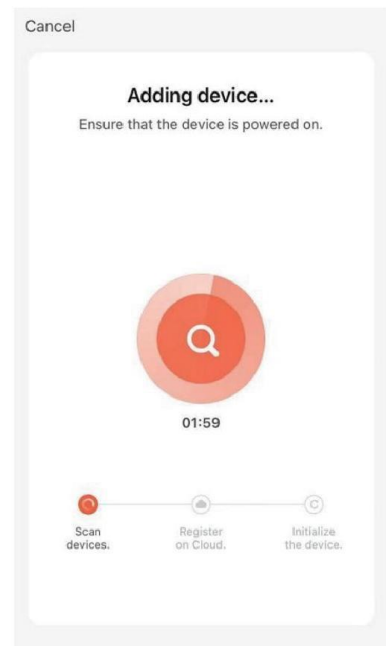 Cancel
Adding device...
Ensure that the device is powered on.
01:59
Scan
devices.
Register
on Cloud.
Initialize
the device.